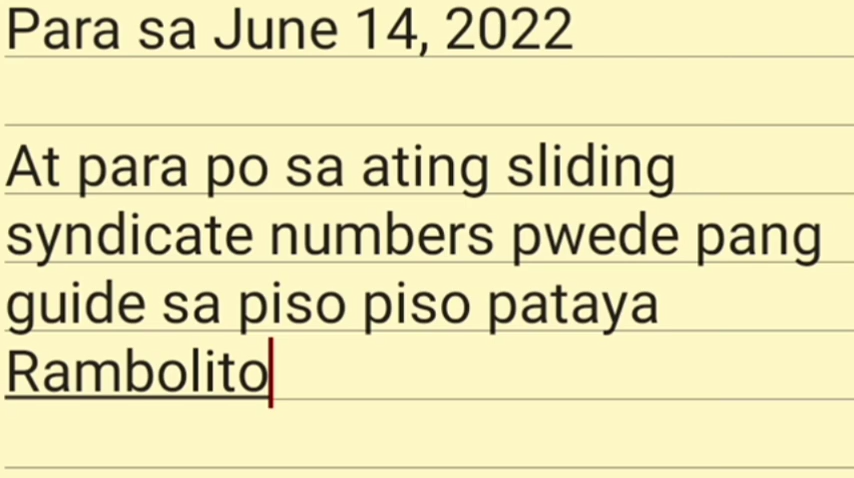 Para sa June 14, 2022
At para po sa ating sliding
syndicate numbers pwede pang
guide sa piso piso pataya
Rambolito